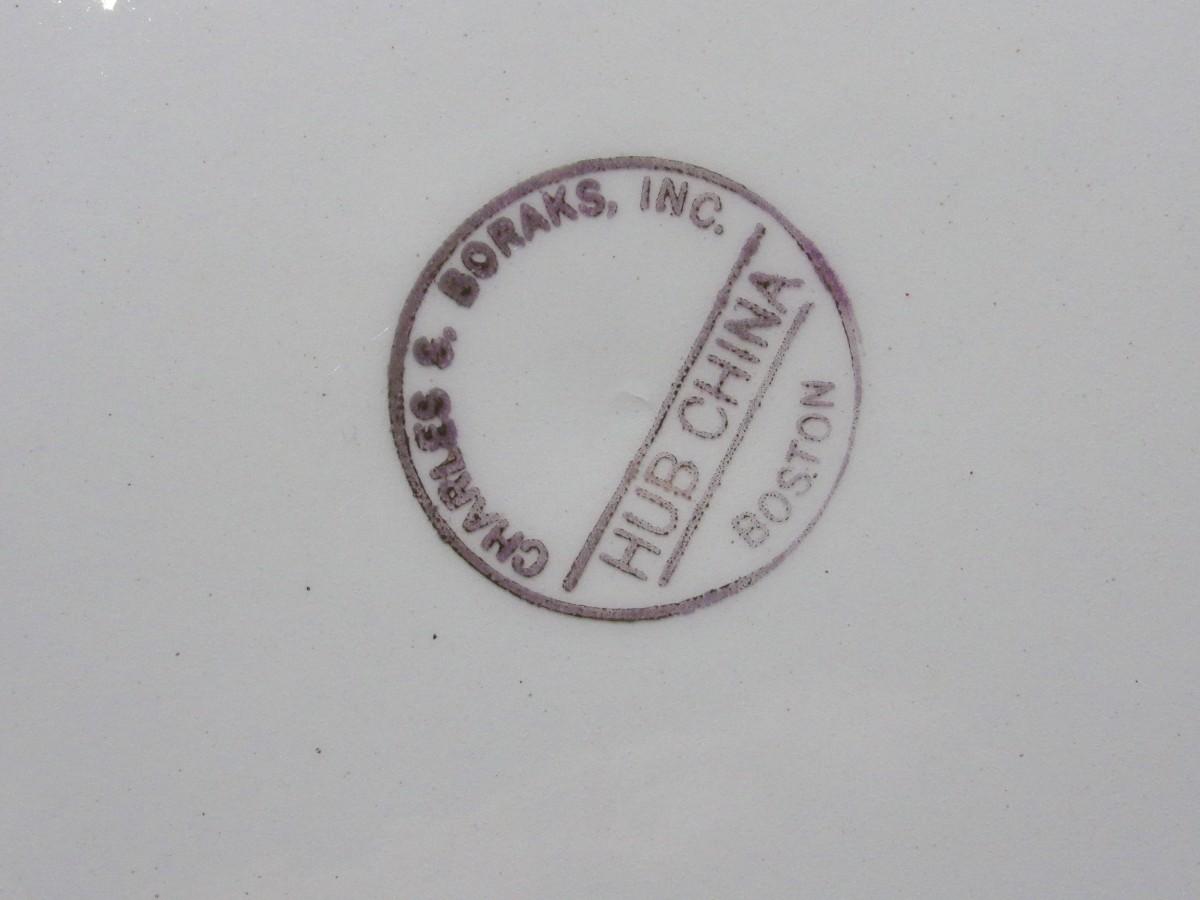 CHARLES &. BORAKS, INC.
HUB CHINA
BOSTON